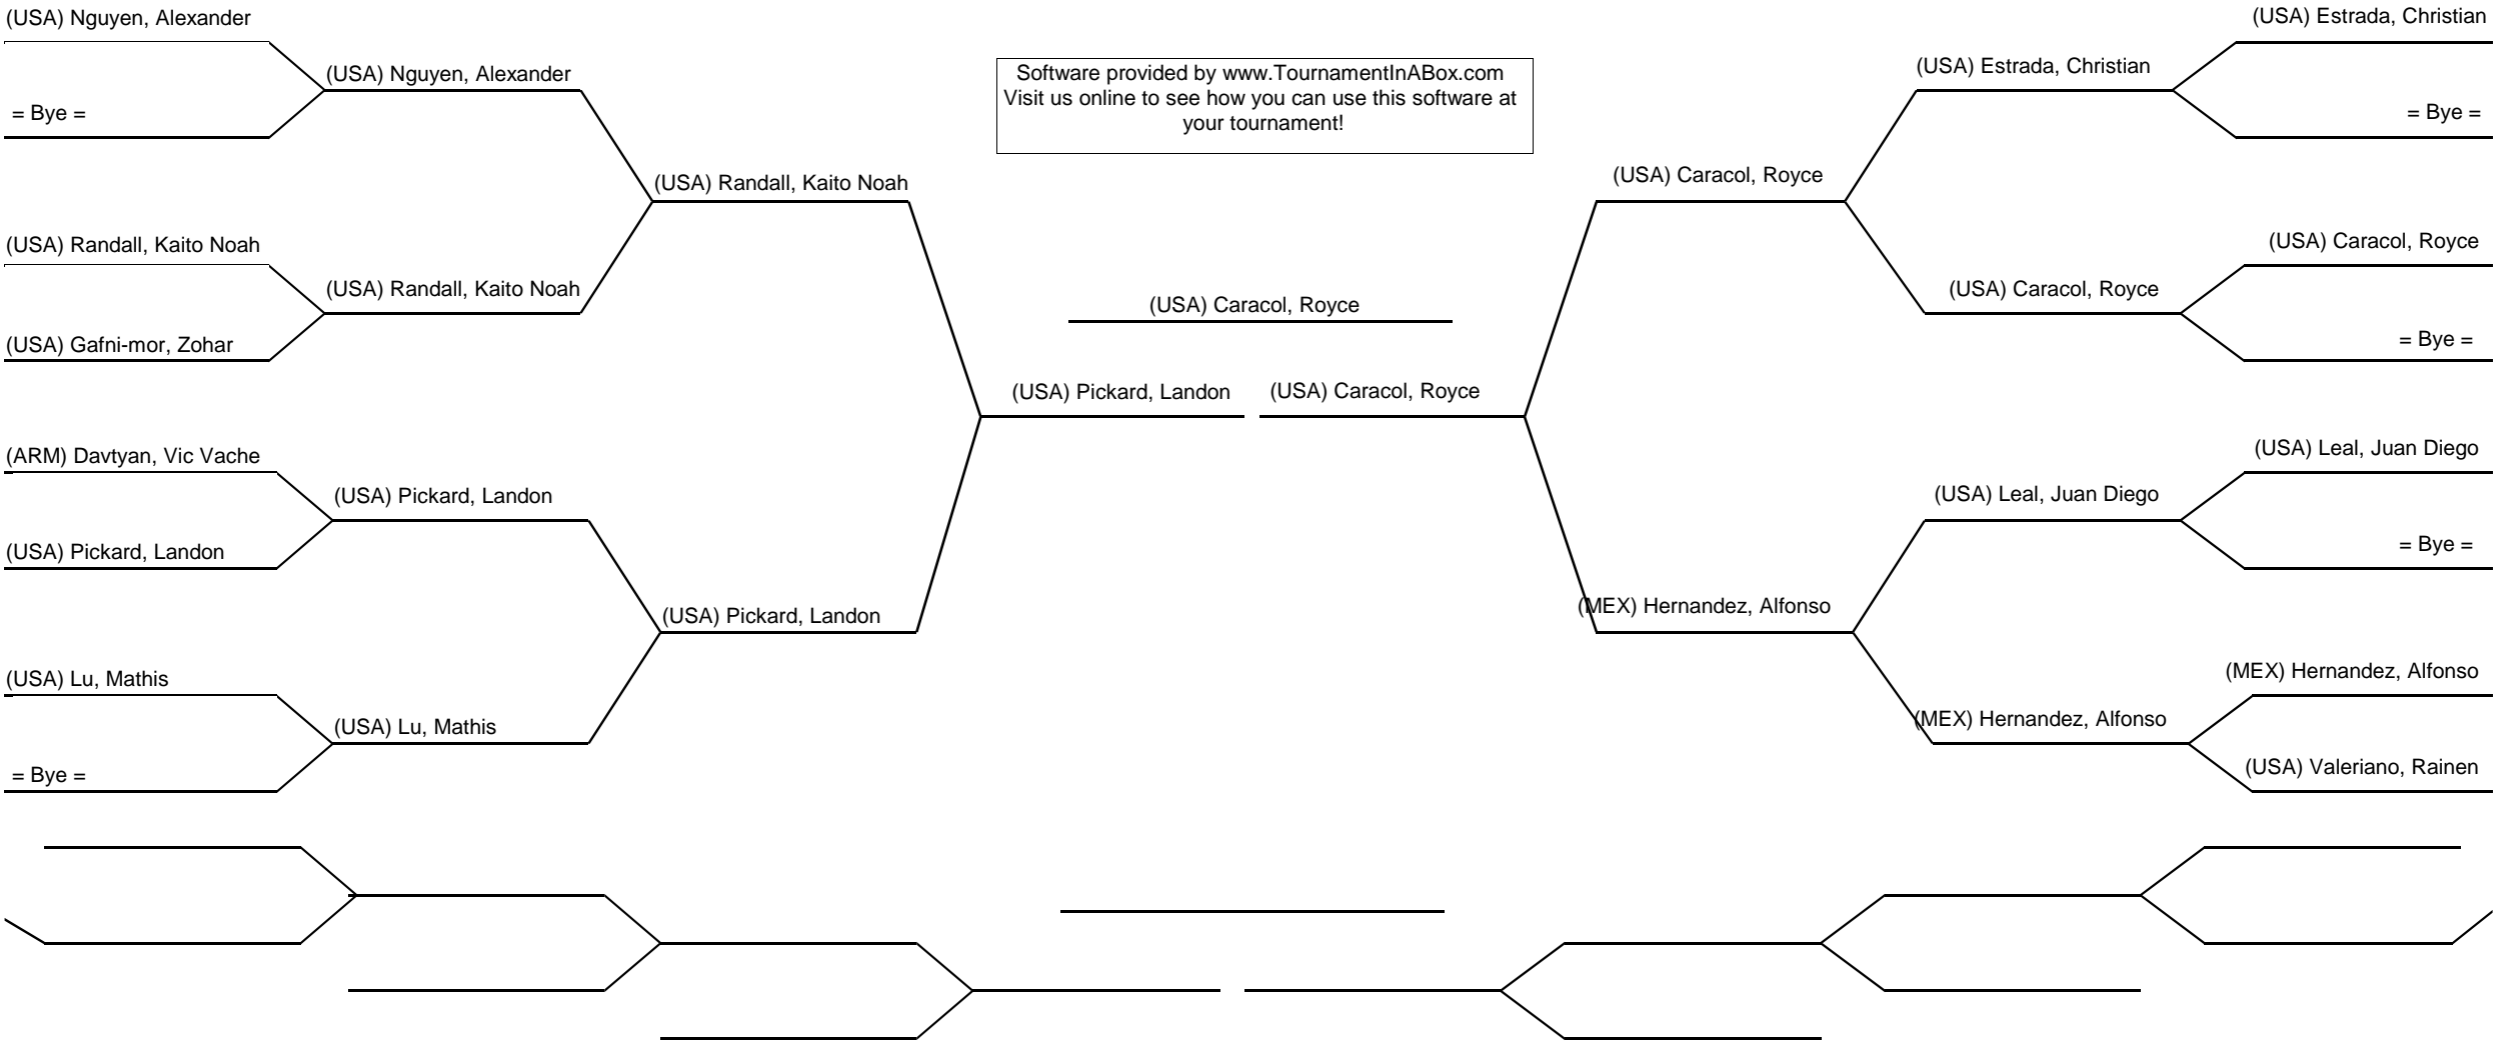 (USA) Nguyen, Alexander
= Bye =
(USA) Randall, Kaito Noah
(USA) Gafni-mor, Zohar
(ARM) Davtyan, Vic Vache
(USA) Pickard, Landon
(USA) Lu, Mathis
= Bye =
(USA) Nguyen, Alexander
(USA) Randall, Kaito Noah
(USA) Pickard, Landon
(USA) Lu, Mathis
(USA) Randall, Kaito Noah
(USA) Pickard, Landon
Software provided by www.TournamentInABox.com
Visit us online to see how you can use this software at
your tournament!
(USA) Caracol, Royce
(USA) Pickard, Landon
(USA) Caracol, Royce
(USA) Caracol, Royce
(MEX) Hernandez, Alfonso
(USA) Estrada, Christian
(USA) Caracol, Royce
(USA) Leal, Juan Diego
(MEX) Hernandez, Alfonso
(USA) Estrada, Christian
= Bye =
(USA) Caracol, Royce
= Bye =
(USA) Leal, Juan Diego
= Bye =
(MEX) Hernandez, Alfonso
(USA) Valeriano, Rainen